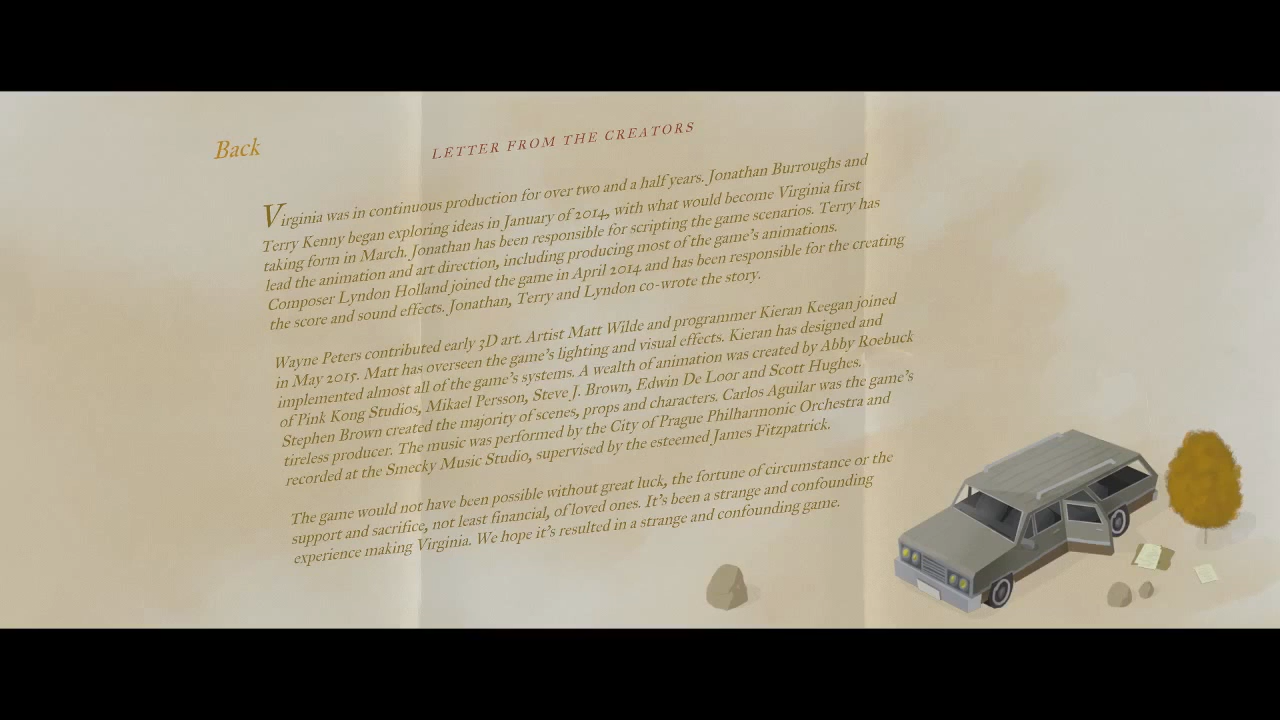 Back
LETTER FROM THE CREATORS
Virginia was in continuous production for over two and a half years. Jonathan Burroughs and
Terry Kenny began exploring ideas in January of 2014, with what would become Virginia first
taking form in March. Jonathan has been responsible for scripting the game scenarios. Terry has
lead the animation and art direction, including producing most of the game's animations.
Composer Lyndon Holland joined the game in April 2014 and has been responsible for the creating
the score and sound effects. Jonathan, Terry and Lyndon co-wrote the story.
Wayne Peters contributed early 3D art. Artist Matt Wilde and programmer Kieran Keegan joined
in May 2015. Matt has overseen the game's lighting and visual effects. Kieran has designed and
implemented almost all of the game's systems. A wealth of animation was created by Abby Roebuck
of Pink Kong Studios, Mikael Persson, Steve J. Brown, Edwin De Loor and Scott Hughes.
Stephen Brown created the majority of scenes, props and characters. Carlos Aguilar was the game's
tireless producer. The music was performed by the City of Prague Philharmonic Orchestra and
recorded at the Smecky Music Studio, supervised by the esteemed James Fitzpatrick.
The game would not have been possible without great luck, the fortune of circumstance or the
support and sacrifice, not least financial, of loved ones. It's been a strange and confounding
experience making Virginia. We hope it's resulted in a strange and confounding game.